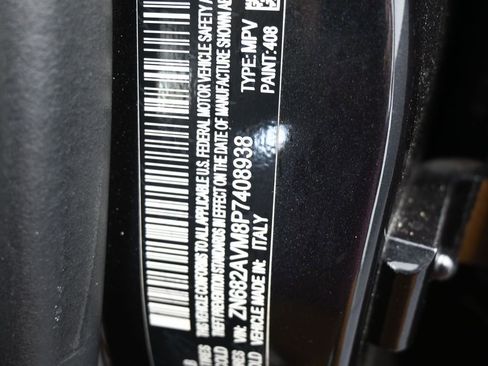 THIS VEHICLE CONFORMS TO ALL APPLICABLE U.S. FEDERAL MOTOR VEHICLE SAFETY
THEFT PREVENTION STANDARDS IN EFFECT ON THE DATE OF MANUFACTURE SHOWN
VIN: ZN682AVM8P7408938 TYPE: MPV
VEHICLE MADE IN: ITALY PAINT: 408